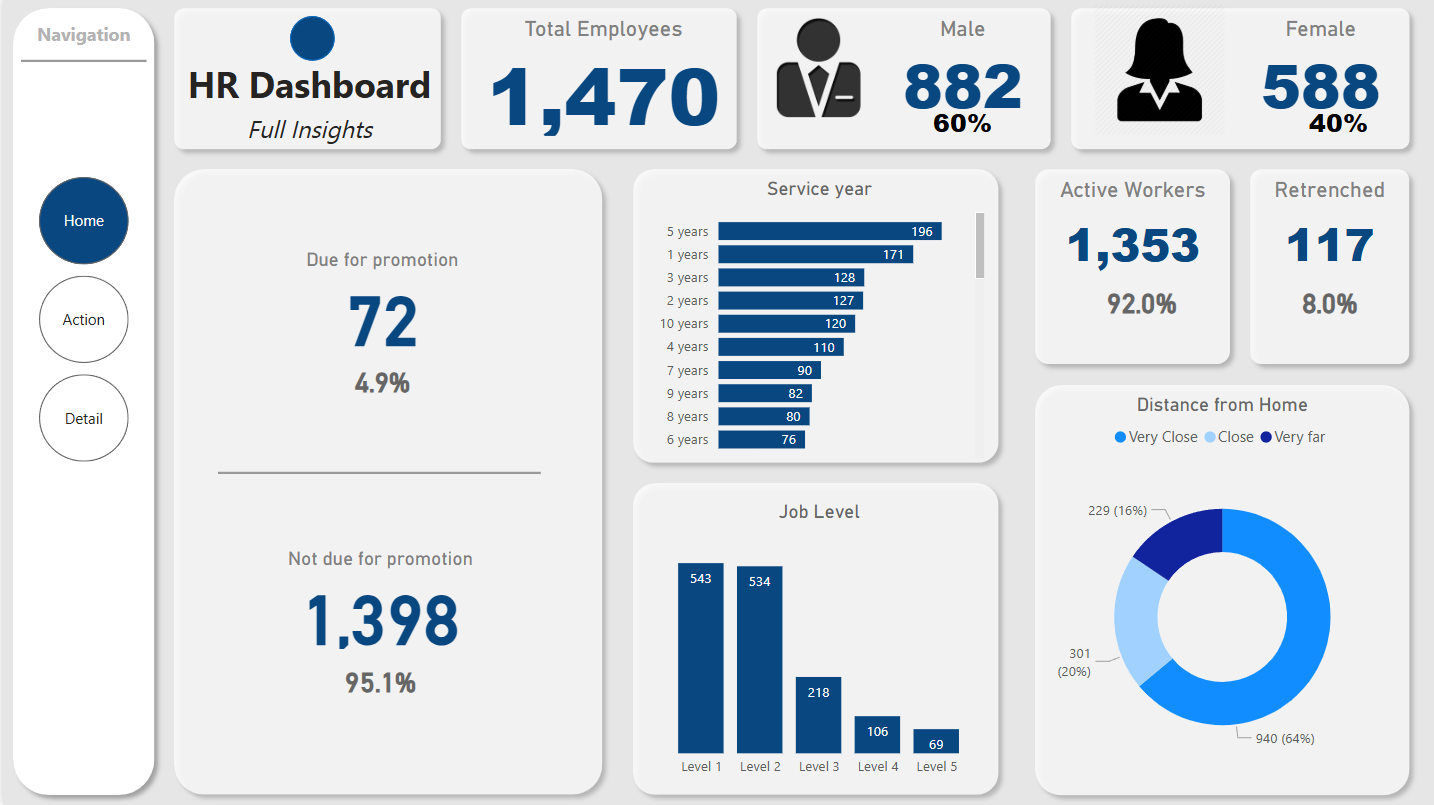 Navigation
Home
Action
Detail
HR Dashboard
Full Insights
Total Employees
1,470
Male
882
60%
Female
588
40%
Due for promotion
72
4.9%
Not due for promotion
1,398
95.1%
Service year
5 years 196
1 years 171
3 years 128
2 years 127
10 years 120
4 years 110
7 years 90
9 years 82
8 years 80
6 years 76
Job Level
543 534 218 106 69
Level 1 Level 2 Level 3 Level 4 Level 5
Active Workers
1,353
92.0%
Retrenched
117
8.0%
Distance from Home
Very Close Close Very far
229 (16%)
301
(20%)
940 (64%)